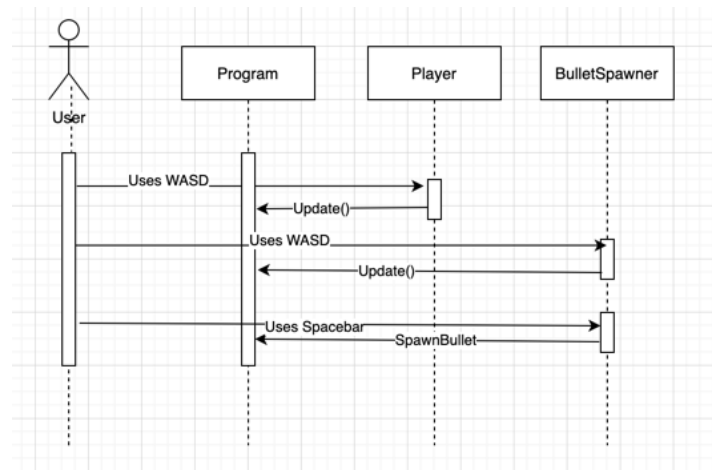 Program
Player
BulletSpawner
User
Uses WASD
Update()
Uses WASD
Update()
Uses Spacebar
SpawnBullet